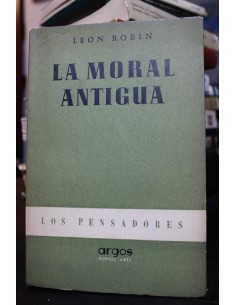 LEON ROBIN
LA MORAL
ANTIGUA
LOS PENSADORES
argos
BUENOS AIRES